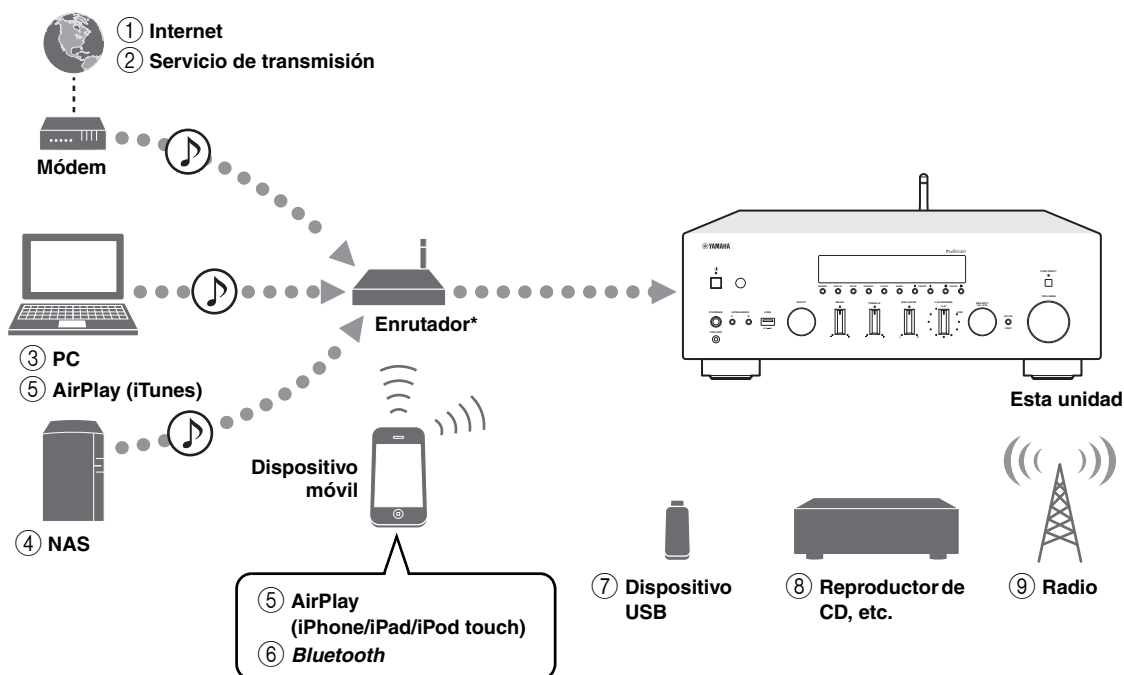 ① Internet
② Servicio de transmisión
Módem
YAMAHA
Enrutador*
③ PC
⑤ AirPlay (iTunes)
Esta unidad
Dispositivo
móvil
④ NAS
⑤ AirPlay
(iPhone/iPad/iPod touch)
⑥ Bluetooth
⑦ Dispositivo
USB
⑧ Reproductor de
CD, etc.
⑨ Radio